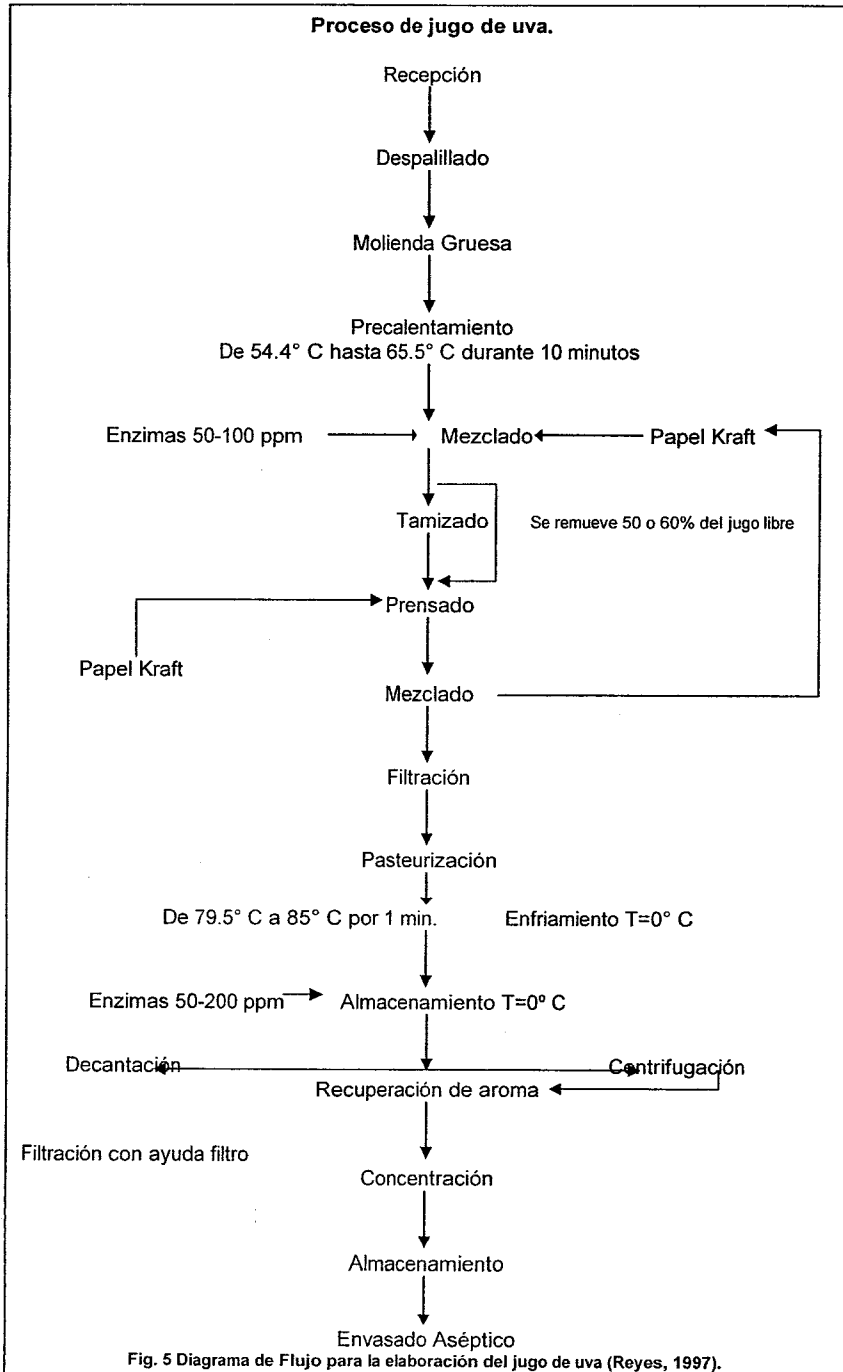 Proceso de jugo de uva.
Recepción
Despalillado
Molienda Gruesa
Precalentamiento
De 54.4° C hasta 65.5° C durante 10 minutos
Enzimas 50-100 ppm Mezclado Papel Kraft
Tamizado Se remueve 50 o 60% del jugo libre
Prensado
Papel Kraft
Mezclado
Filtración
Pasteurización
De 79.5° C a 85° C por 1 min. Enfriamiento T=0° C
Enzimas 50-200 ppm Almacenamiento T=0º C
Decantación Centrifugación
Recuperación de aroma
Filtración con ayuda filtro
Concentración
Almacenamiento
Envasado Aséptico
Fig. 5 Diagrama de Flujo para la elaboración del jugo de uva (Reyes, 1997).